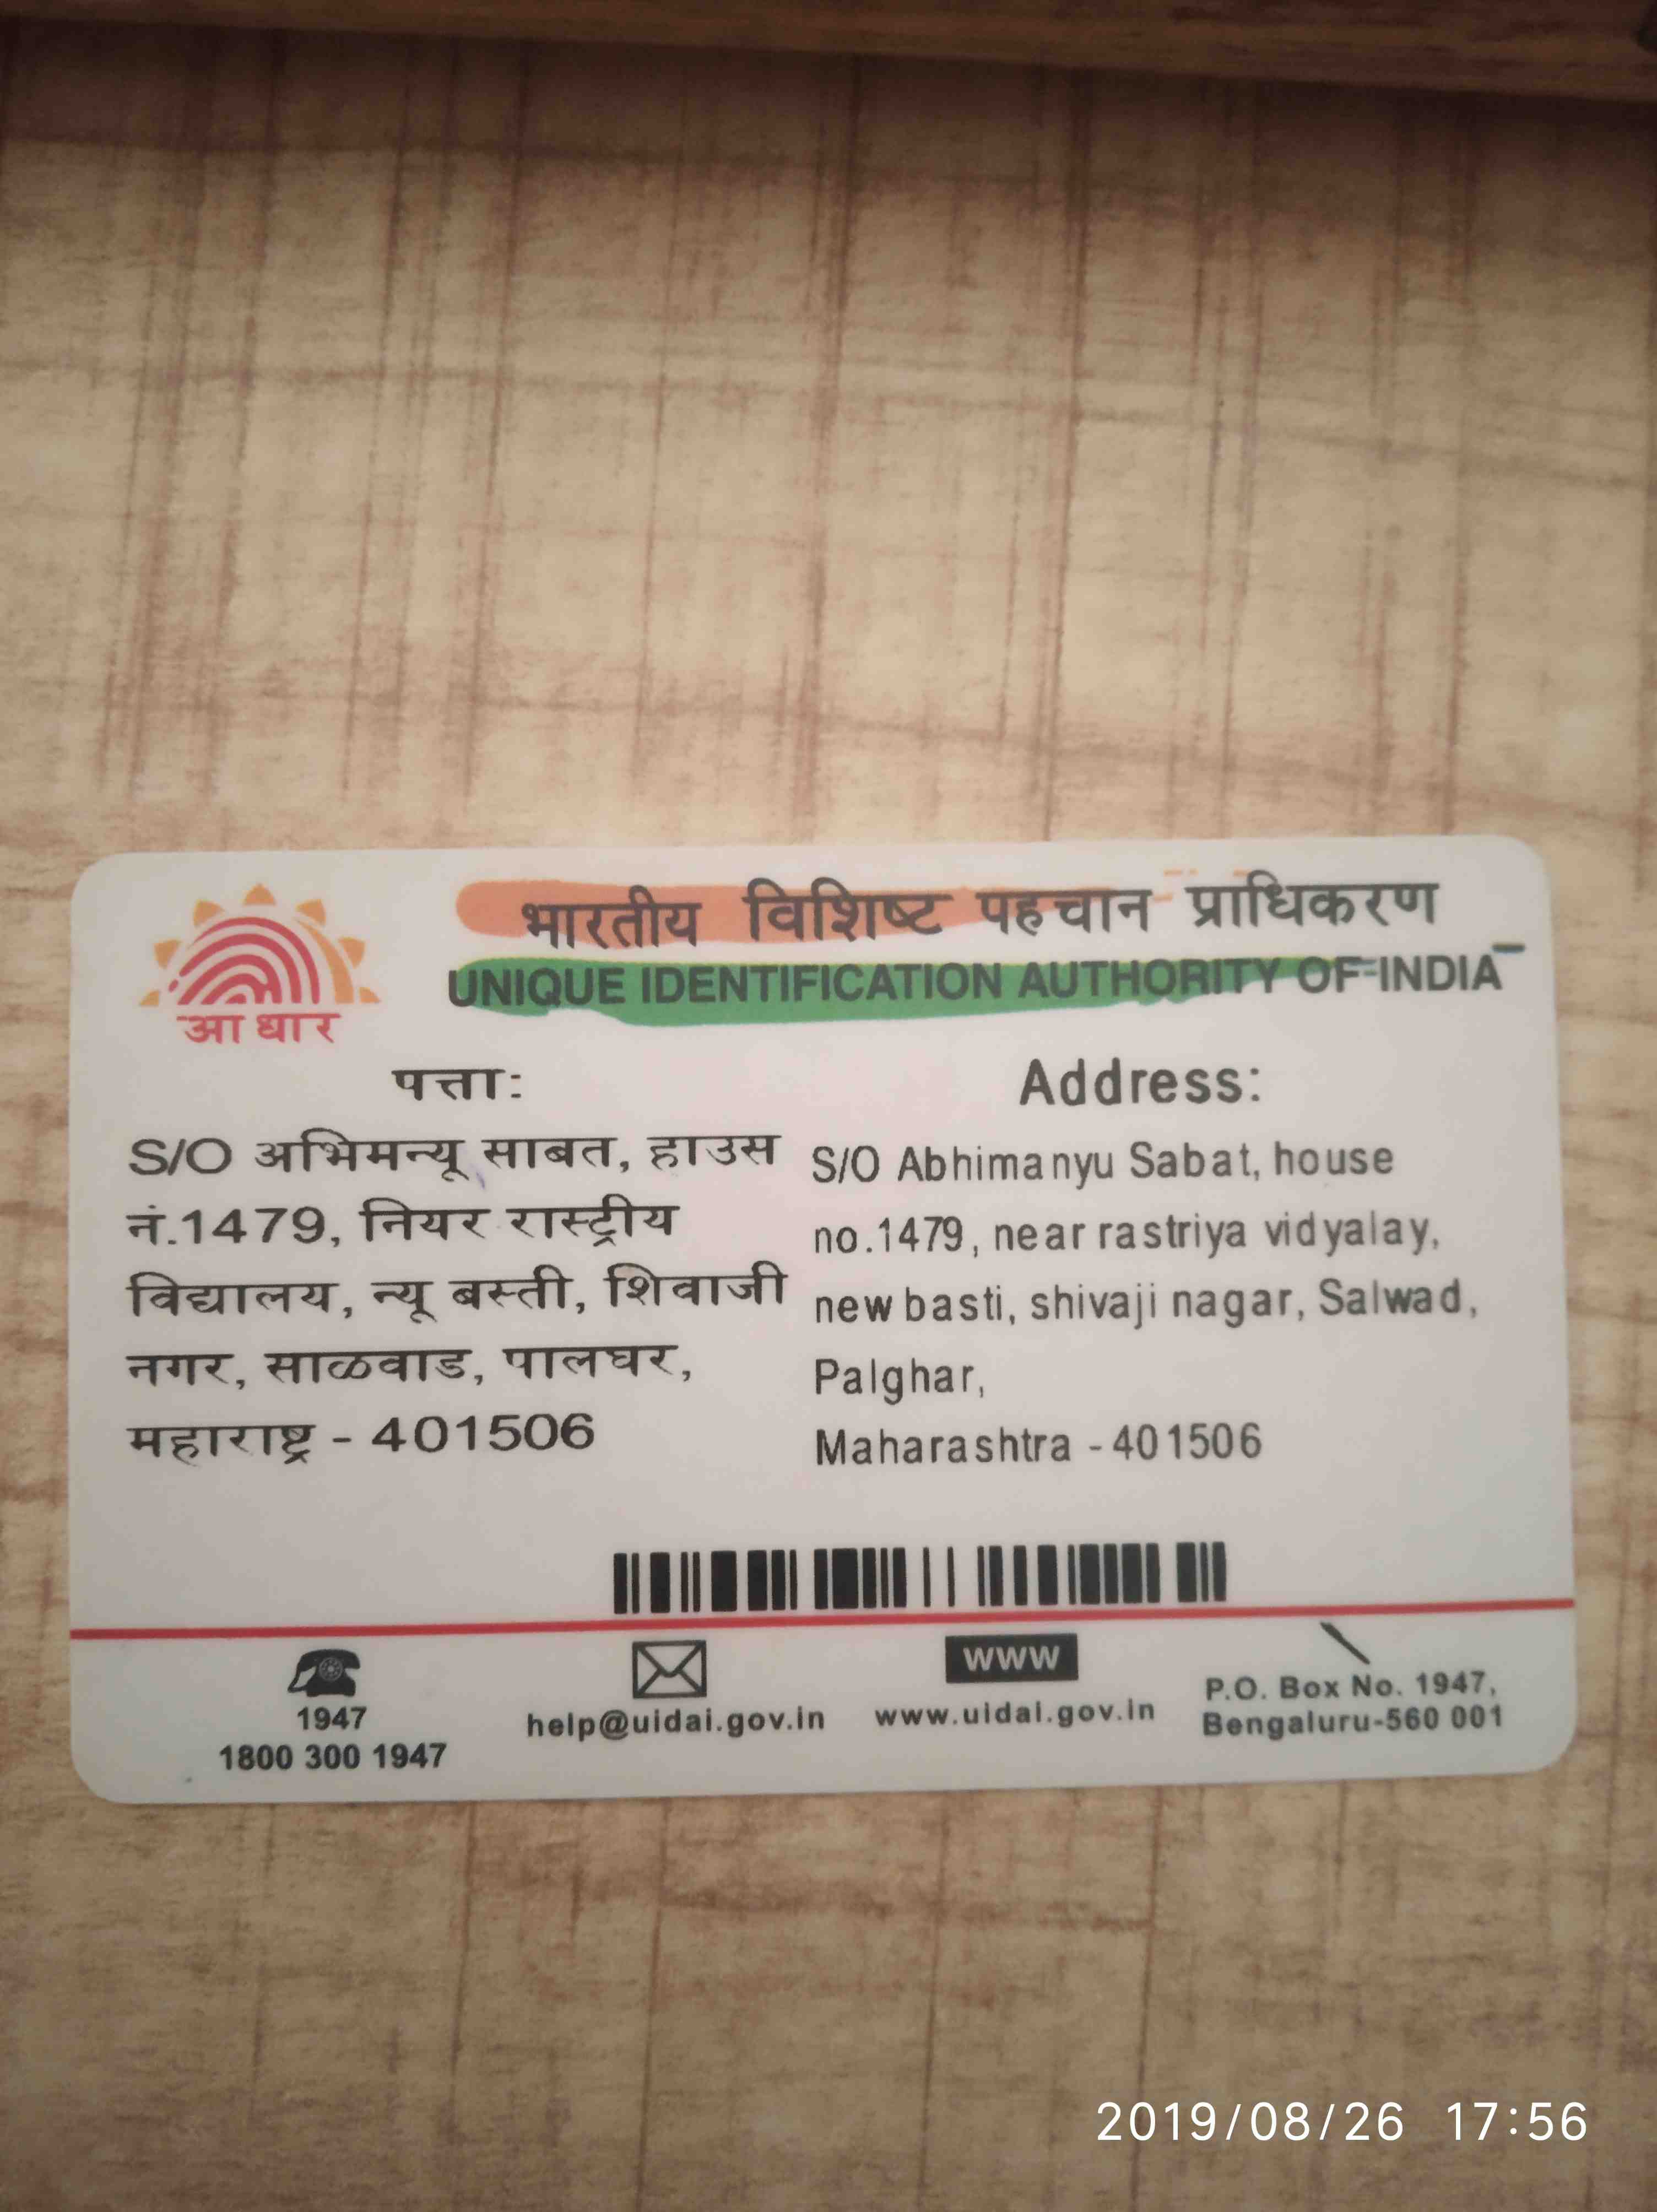 भारतीय विशिष्ट पहचान प्राधिकरण
UNIQUE IDENTIFICATION AUTHORITY OF INDIA
आधार
पत्ता:
S/O अभिमन्यू साबत, हाउस
नं.1479, नियर रास्ट्रीय
विद्यालय, न्यू बस्ती, शिवाजी
नगर, साळवाड, पालघर,
महाराष्ट्र - 401506
Address:
S/O Abhimanyu Sabat, house
no.1479, near rastriya vidyalay,
new basti, shivaji nagar, Salwad,
Palghar,
Maharashtra - 401506
1947
1800 300 1947
help@uidai.gov.in
www
www.uidai.gov.in
P.O. Box No. 1947,
Bengaluru-560 001
2019/08/26 17:56